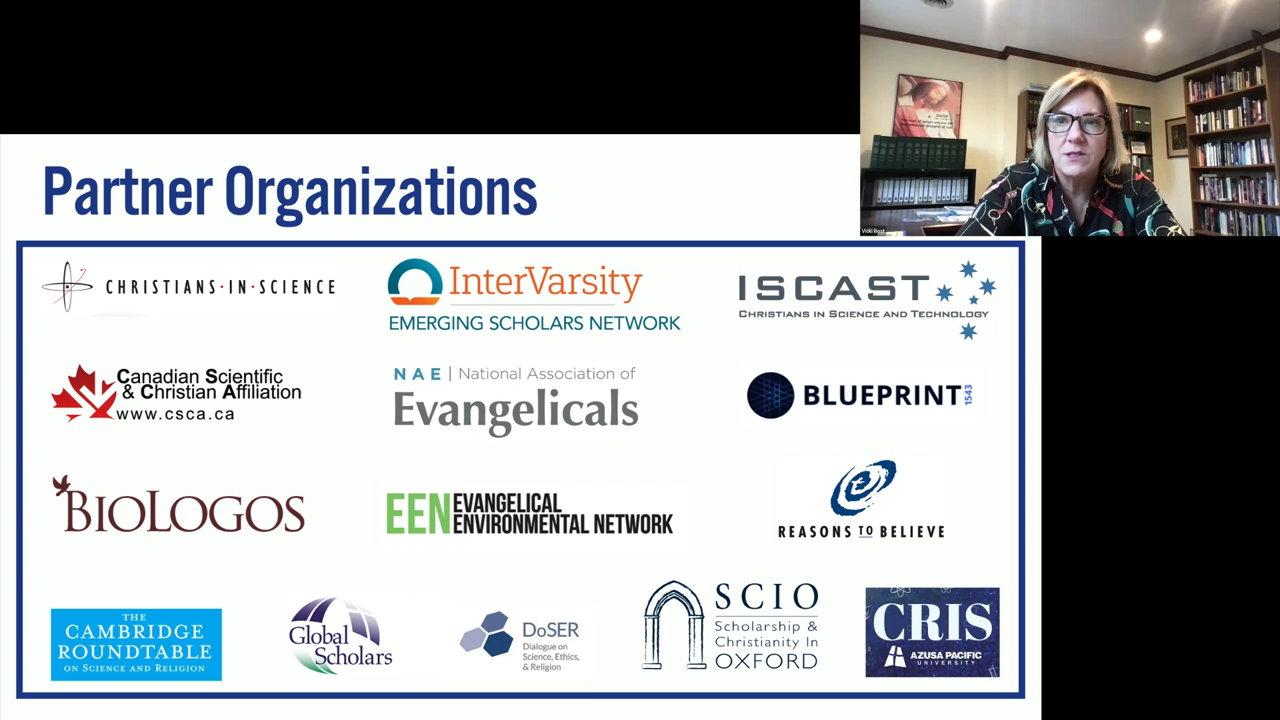 Partner Organizations
Vicki Best
CHRISTIANS·IN·SCIENCE
InterVarsity
EMERGING SCHOLARS NETWORK
ISCAST
CHRISTIANS IN SCIENCE AND TECHNOLOGY
Canadian Scientific
& Christian Affiliation
www.csca.ca
NAE | National Association of
Evangelicals
BLUEPRINT 1543
BIOLOGOS
EEN EVANGELICAL
ENVIRONMENTAL NETWORK
REASONS TO BELIEVE
THE
CAMBRIDGE
ROUNDTABLE
ON SCIENCE AND RELIGION
Global
Scholars
DoSER
Dialogue on
Science, Ethics,
& Religion
SCIO
Scholarship &
Christianity In
OXFORD
CRIS
AZUSA PACIFIC
UNIVERSITY